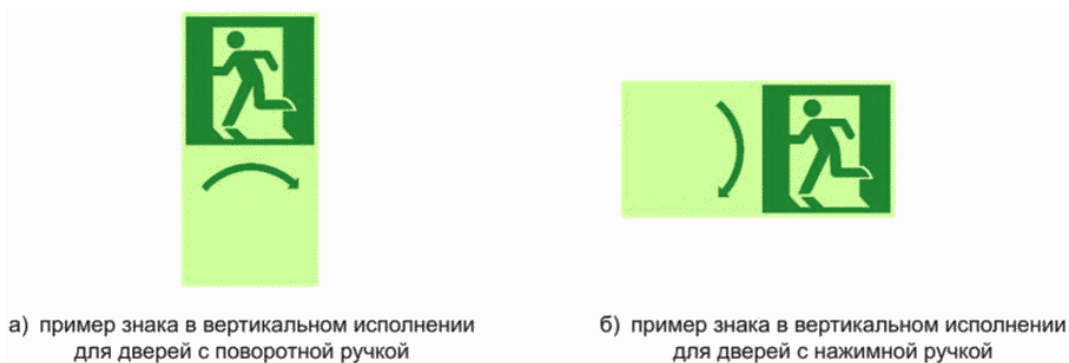 а) пример знака в вертикальном исполнении
для дверей с поворотной ручкой
б) пример знака в вертикальном исполнении
для дверей с нажимной ручкой